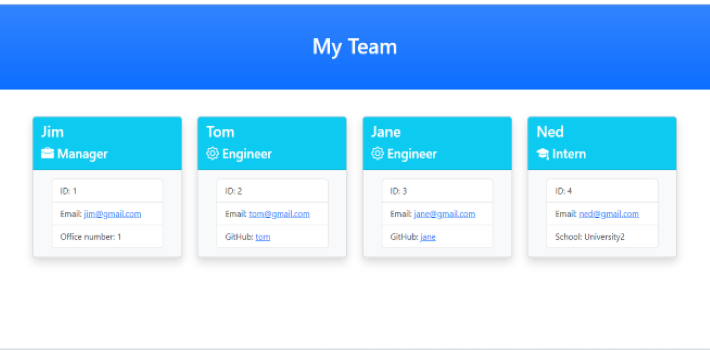 My Team
Jim
Manager
ID: 1
Email: jim@gmail.com
Office number: 1
Tom
Engineer
ID: 2
Email: tom@gmail.com
GitHub: tom
Jane
Engineer
ID: 3
Email: jane@gmail.com
GitHub: jane
Ned
Intern
ID: 4
Email: ned@gmail.com
School: University2